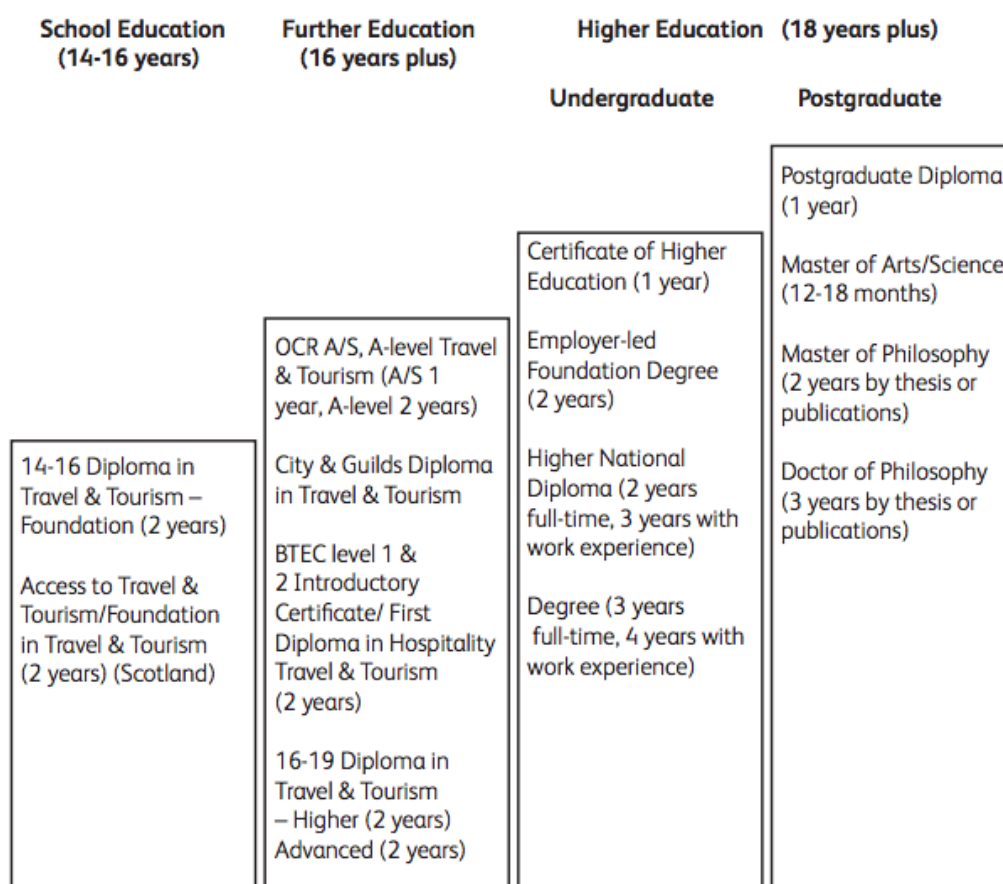 School Education
(14-16 years)
Further Education
(16 years plus)
Higher Education (18 years plus)
Undergraduate
Postgraduate
14-16 Diploma in
Travel & Tourism –
Foundation (2 years)
Access to Travel &
Tourism/Foundation
in Travel & Tourism
(2 years) (Scotland)
OCR A/S, A-level Travel
& Tourism (A/S 1
year, A-level 2 years)
City & Guilds Diploma
in Travel & Tourism
BTEC level 1 &
2 Introductory
Certificate/ First
Diploma in Hospitality
Travel & Tourism
(2 years)
16-19 Diploma in
Travel & Tourism
– Higher (2 years)
Advanced (2 years)
Certificate of Higher
Education (1 year)
Employer-led
Foundation Degree
(2 years)
Higher National
Diploma (2 years
full-time, 3 years with
work experience)
Degree (3 years
full-time, 4 years with
work experience)
Postgraduate Diploma
(1 year)
Master of Arts/Science
(12-18 months)
Master of Philosophy
(2 years by thesis or
publications)
Doctor of Philosophy
(3 years by thesis or
publications)